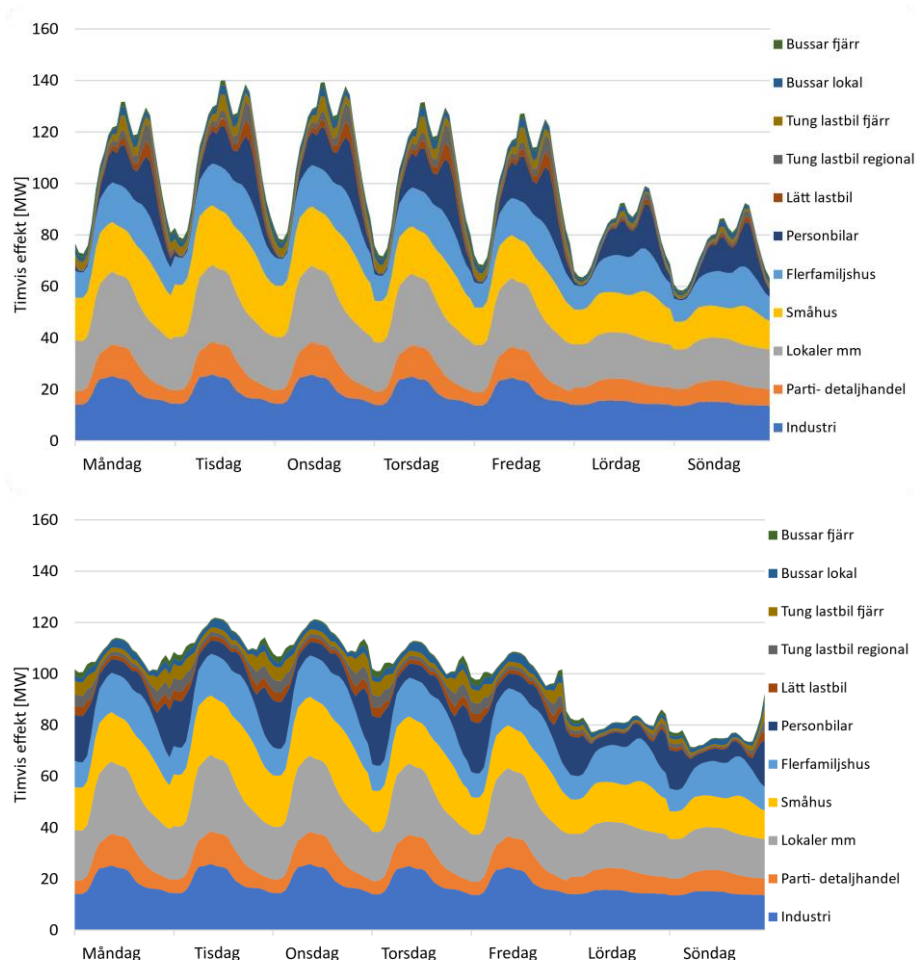 160
140
120
100
80
60
40
20
0
Timvis effekt [MW]
Måndag Tisdag Onsdag Torsdag Fredag Lördag Söndag
Bussar fjärr
Bussar lokal
Tung lastbil fjärr
Tung lastbil regional
Lätt lastbil
Personbilar
Flerfamiljshus
Småhus
Lokaler mm
Parti- detaljhandel
Industri
160
140
120
100
80
60
40
20
0
Timvis effekt [MW]
Måndag Tisdag Onsdag Torsdag Fredag Lördag Söndag
Bussar fjärr
Bussar lokal
Tung lastbil fjärr
Tung lastbil regional
Lätt lastbil
Personbilar
Flerfamiljshus
Småhus
Lokaler mm
Parti- detaljhandel
Industri